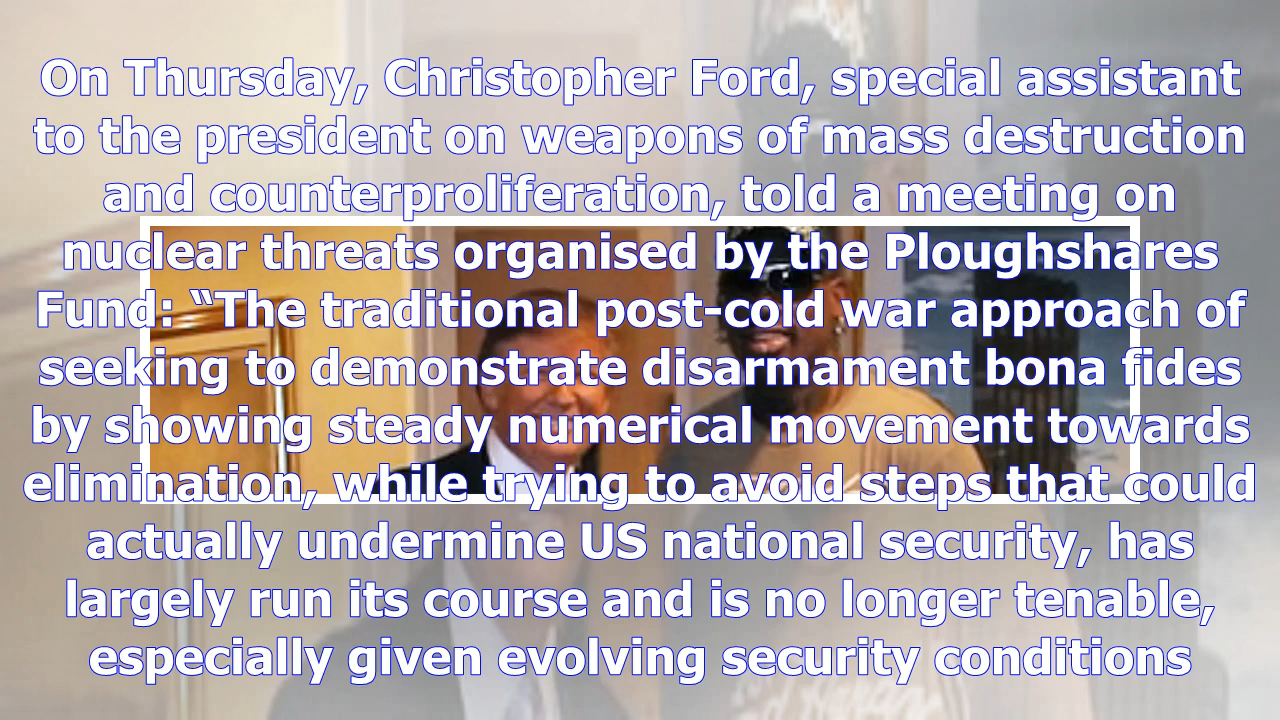 On Thursday, Christopher Ford, special assistant
to the president on weapons of mass destruction
and counterproliferation, told a meeting on
nuclear threats organised by the Ploughshares
Fund: “The traditional post-cold war approach of
seeking to demonstrate disarmament bona fides
by showing steady numerical movement towards
elimination, while trying to avoid steps that could
actually undermine US national security, has
largely run its course and is no longer tenable,
especially given evolving security conditions